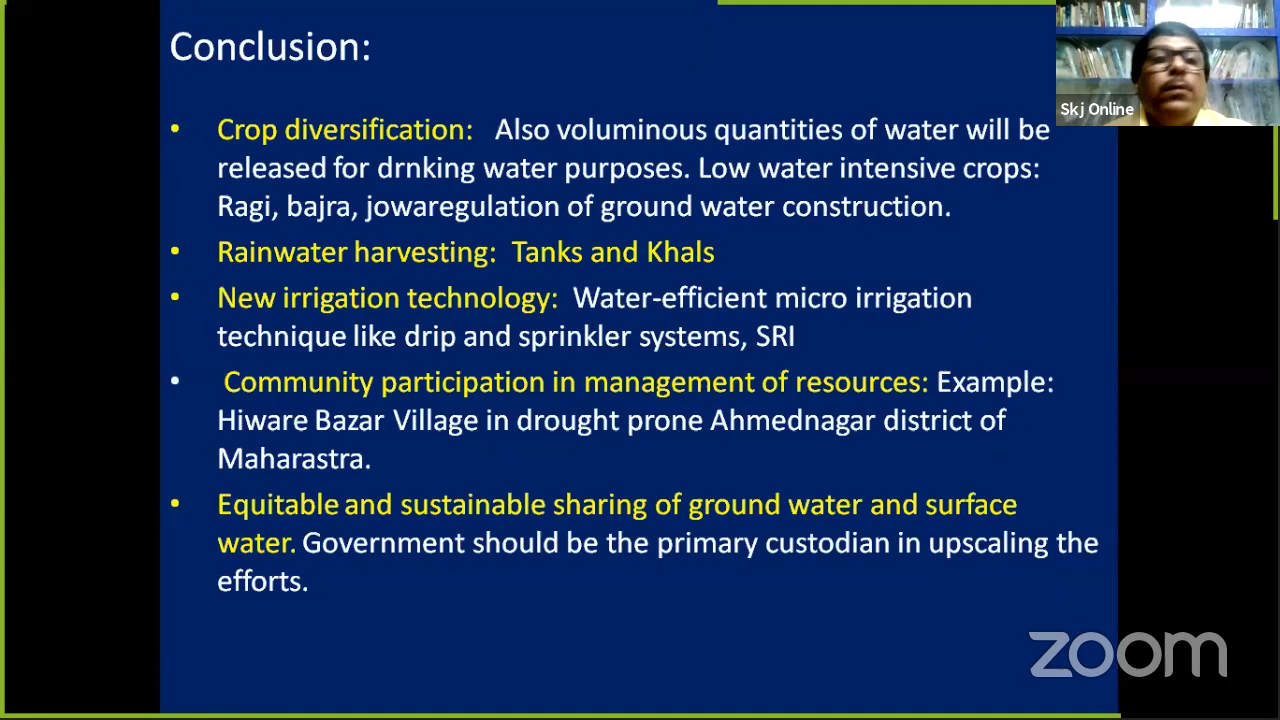 Conclusion:
• Crop diversification: Also voluminous quantities of water will be
released for drnking water purposes. Low water intensive crops:
Ragi, bajra, jowaregulation of ground water construction.
• Rainwater harvesting: Tanks and Khals
• New irrigation technology: Water-efficient micro irrigation
technique like drip and sprinkler systems, SRI
• Community participation in management of resources: Example:
Hiware Bazar Village in drought prone Ahmednagar district of
Maharastra.
• Equitable and sustainable sharing of ground water and surface
water. Government should be the primary custodian in upscaling the
efforts.
Skj Online
zoom